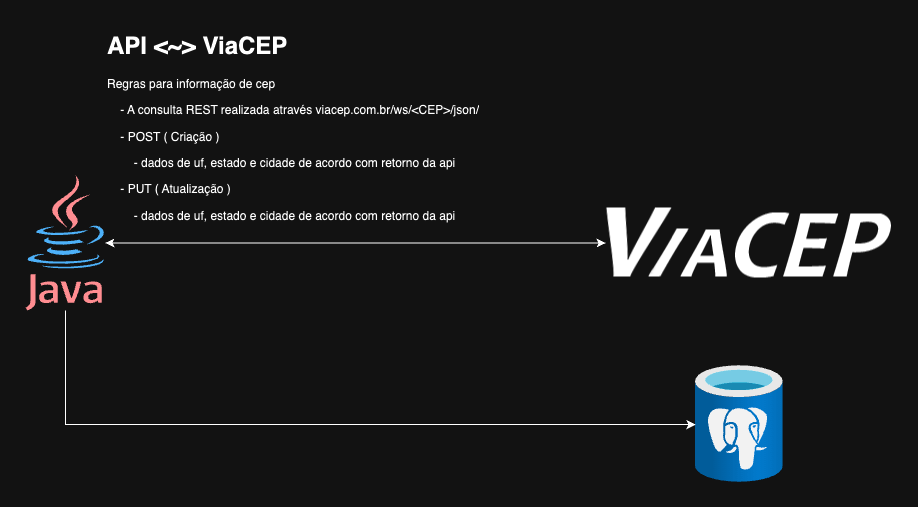 API <~> ViaCEP
Regras para informação de cep
- A consulta REST realizada através viacep.com.br/ws/<CEP>/json/
- POST ( Criação )
- dados de uf, estado e cidade de acordo com retorno da api
- PUT ( Atualização )
- dados de uf, estado e cidade de acordo com retorno da api
Java
VIACEP